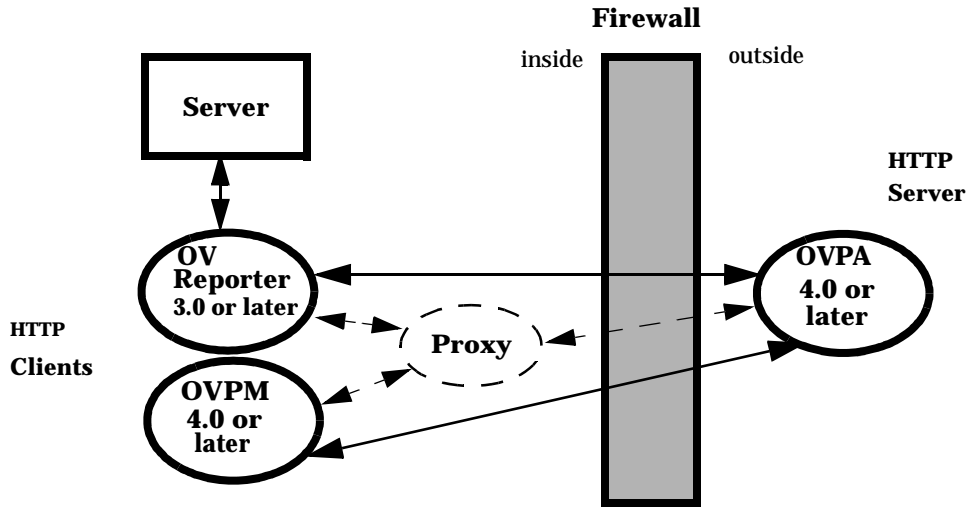 Firewall
inside
outside
Server
HTTP
Server
OV
Reporter
3.0 or later
OVPA
4.0 or
later
HTTP
Clients
Proxy
OVPM
4.0 or
later